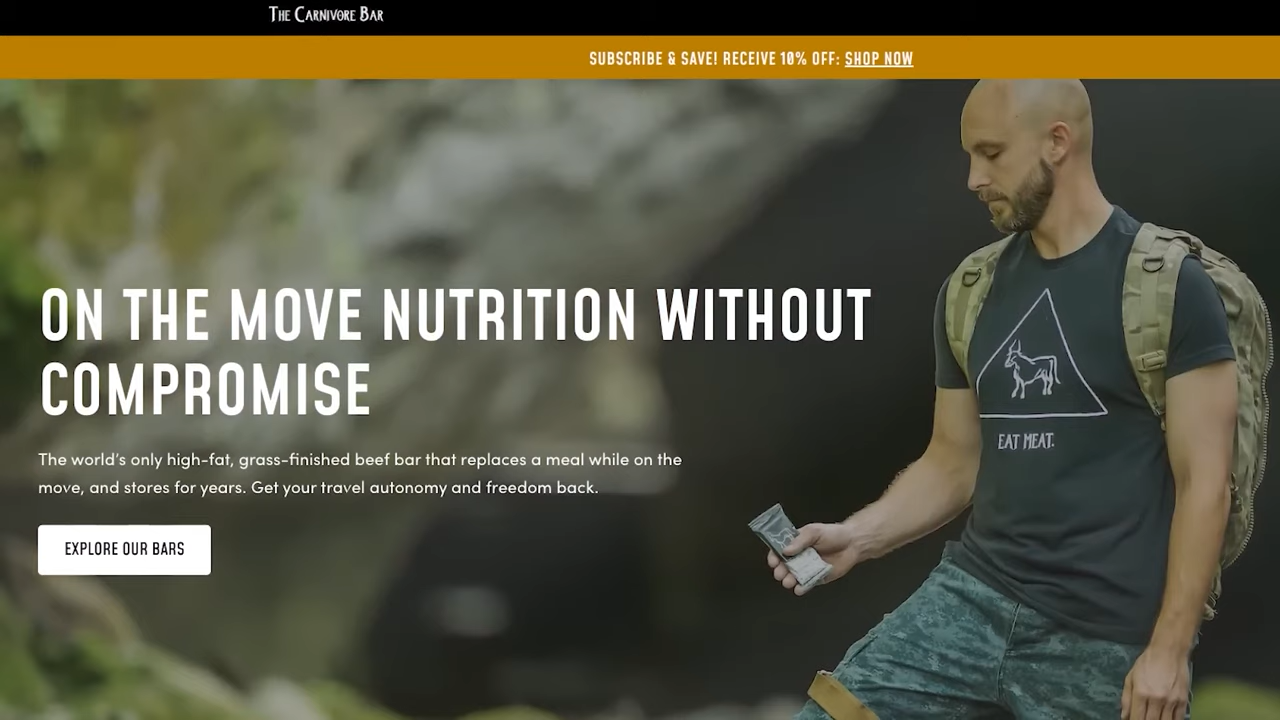 The Carnivore Bar
SUBSCRIBE & SAVE! RECEIVE 10% OFF: SHOP NOW
ON THE MOVE NUTRITION WITHOUT
COMPROMISE
The world's only high-fat, grass-finished beef bar that replaces a meal while on the
move, and stores for years. Get your travel autonomy and freedom back.
EXPLORE OUR BARS
EAT MEAT.